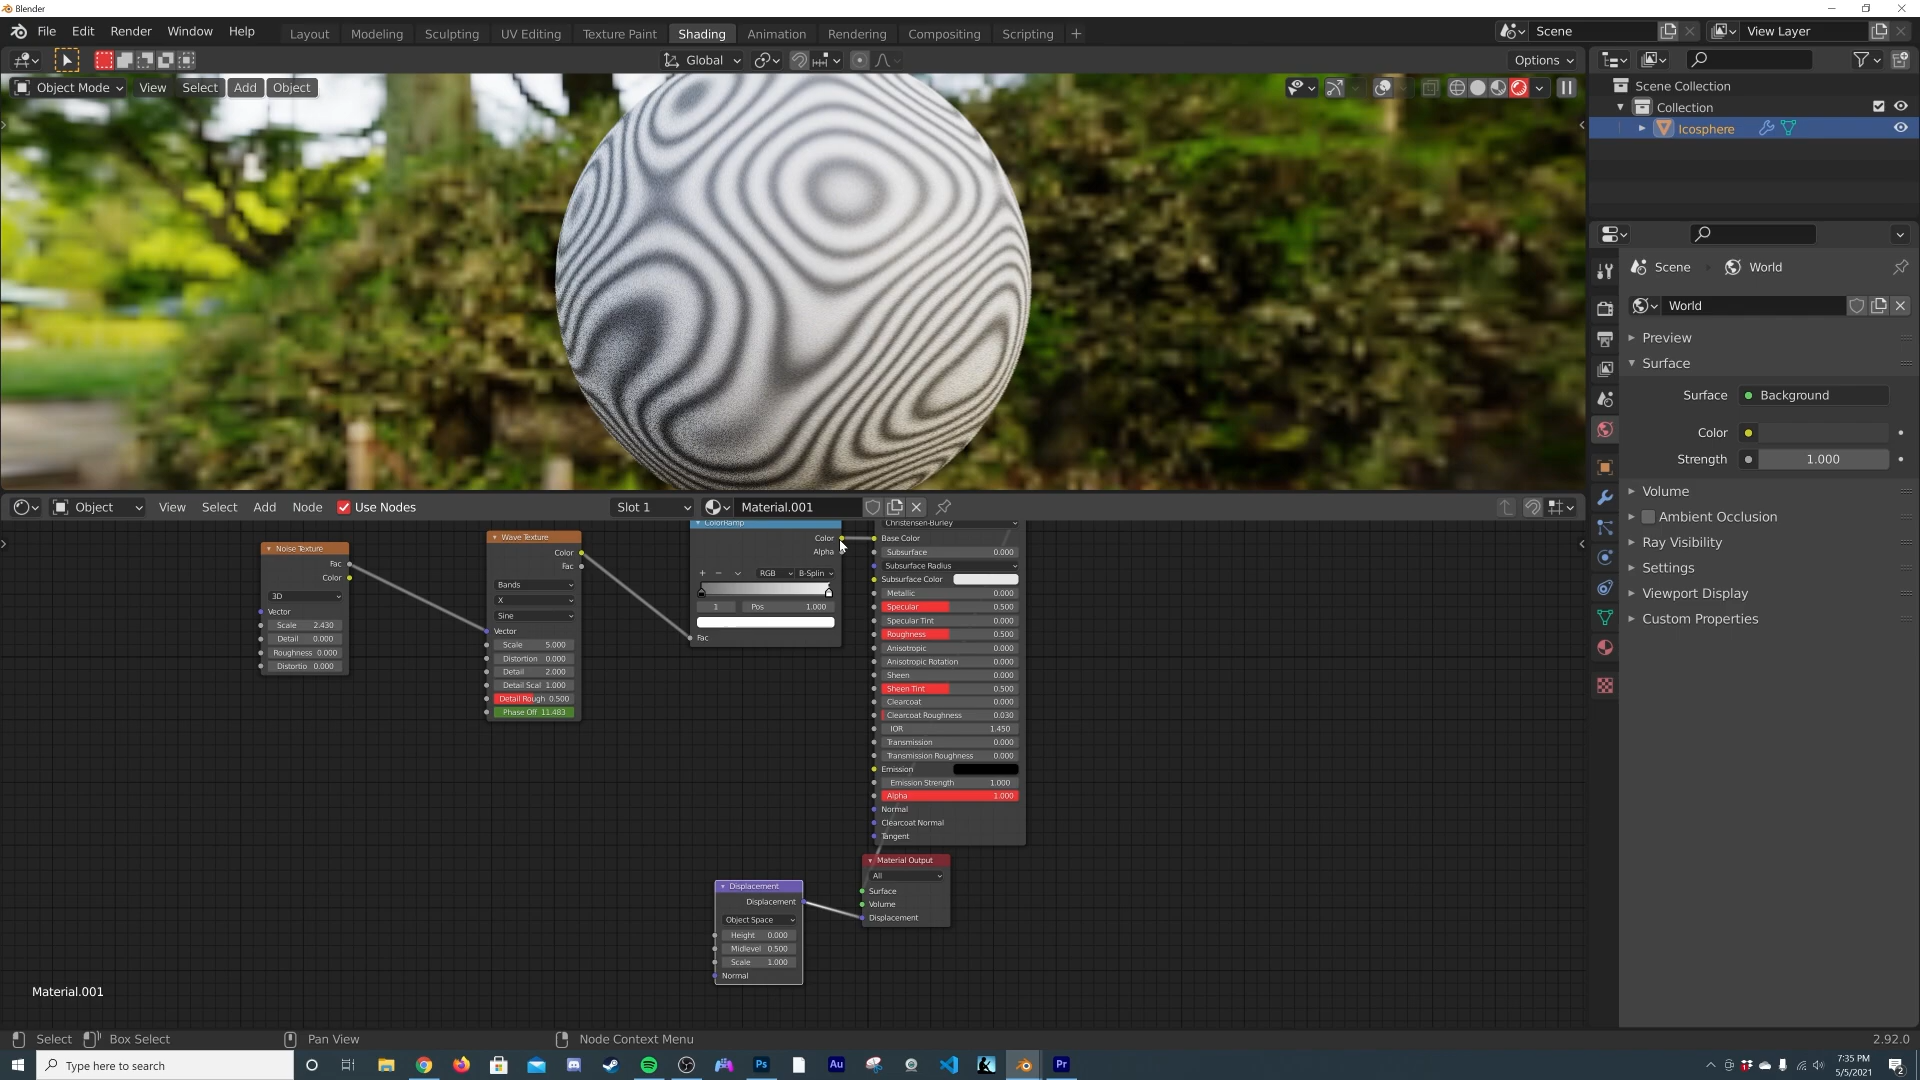 Blender
File Edit Render Window Help
Layout Modeling Sculpting UV Editing Texture Paint Shading Animation Rendering Compositing Scripting +
Scene
View Layer
Global
Options
Object Mode View Select Add Object
Scene Collection
Collection
Icosphere
Scene World
World
Preview
Surface
Surface Background
Color
Strength 1.000
Volume
Ambient Occlusion
Ray Visibility
Settings
Viewport Display
Custom Properties
Object View Select Add Node Use Nodes Slot 1 Material.001
Noise Texture
Fac
Color
3D
Vector
Scale 2.430
Detail 0.000
Roughness 0.000
Distortio 0.000
Wave Texture
Color
Fac
Bands
X
Sine
Vector
Scale 5.000
Distortion 0.000
Detail 2.000
Detail Scal 1.000
Detail Rough 0.500
Phase Off 11.483
ColorRamp
Color
Alpha
+ − RGB B-Splin
1 Pos 1.000
Fac
Christensen-Burley
Base Color
Subsurface 0.000
Subsurface Radius
Subsurface Color
Metallic 0.000
Specular 0.500
Specular Tint 0.000
Roughness 0.500
Anisotropic 0.000
Anisotropic Rotation 0.000
Sheen 0.000
Sheen Tint 0.500
Clearcoat 0.000
Clearcoat Roughness 0.030
IOR 1.450
Transmission 0.000
Transmission Roughness 0.000
Emission
Emission Strength 1.000
Alpha 1.000
Normal
Clearcoat Normal
Tangent
Material Output
All
Surface
Volume
Displacement
Displacement
Displacement
Object Space
Height 0.000
Midlevel 0.500
Scale 1.000
Normal
Material.001
Select Box Select Pan View Node Context Menu 2.92.0
Type here to search
Ps
Au
Pr
7:35 PM
5/5/2021
2